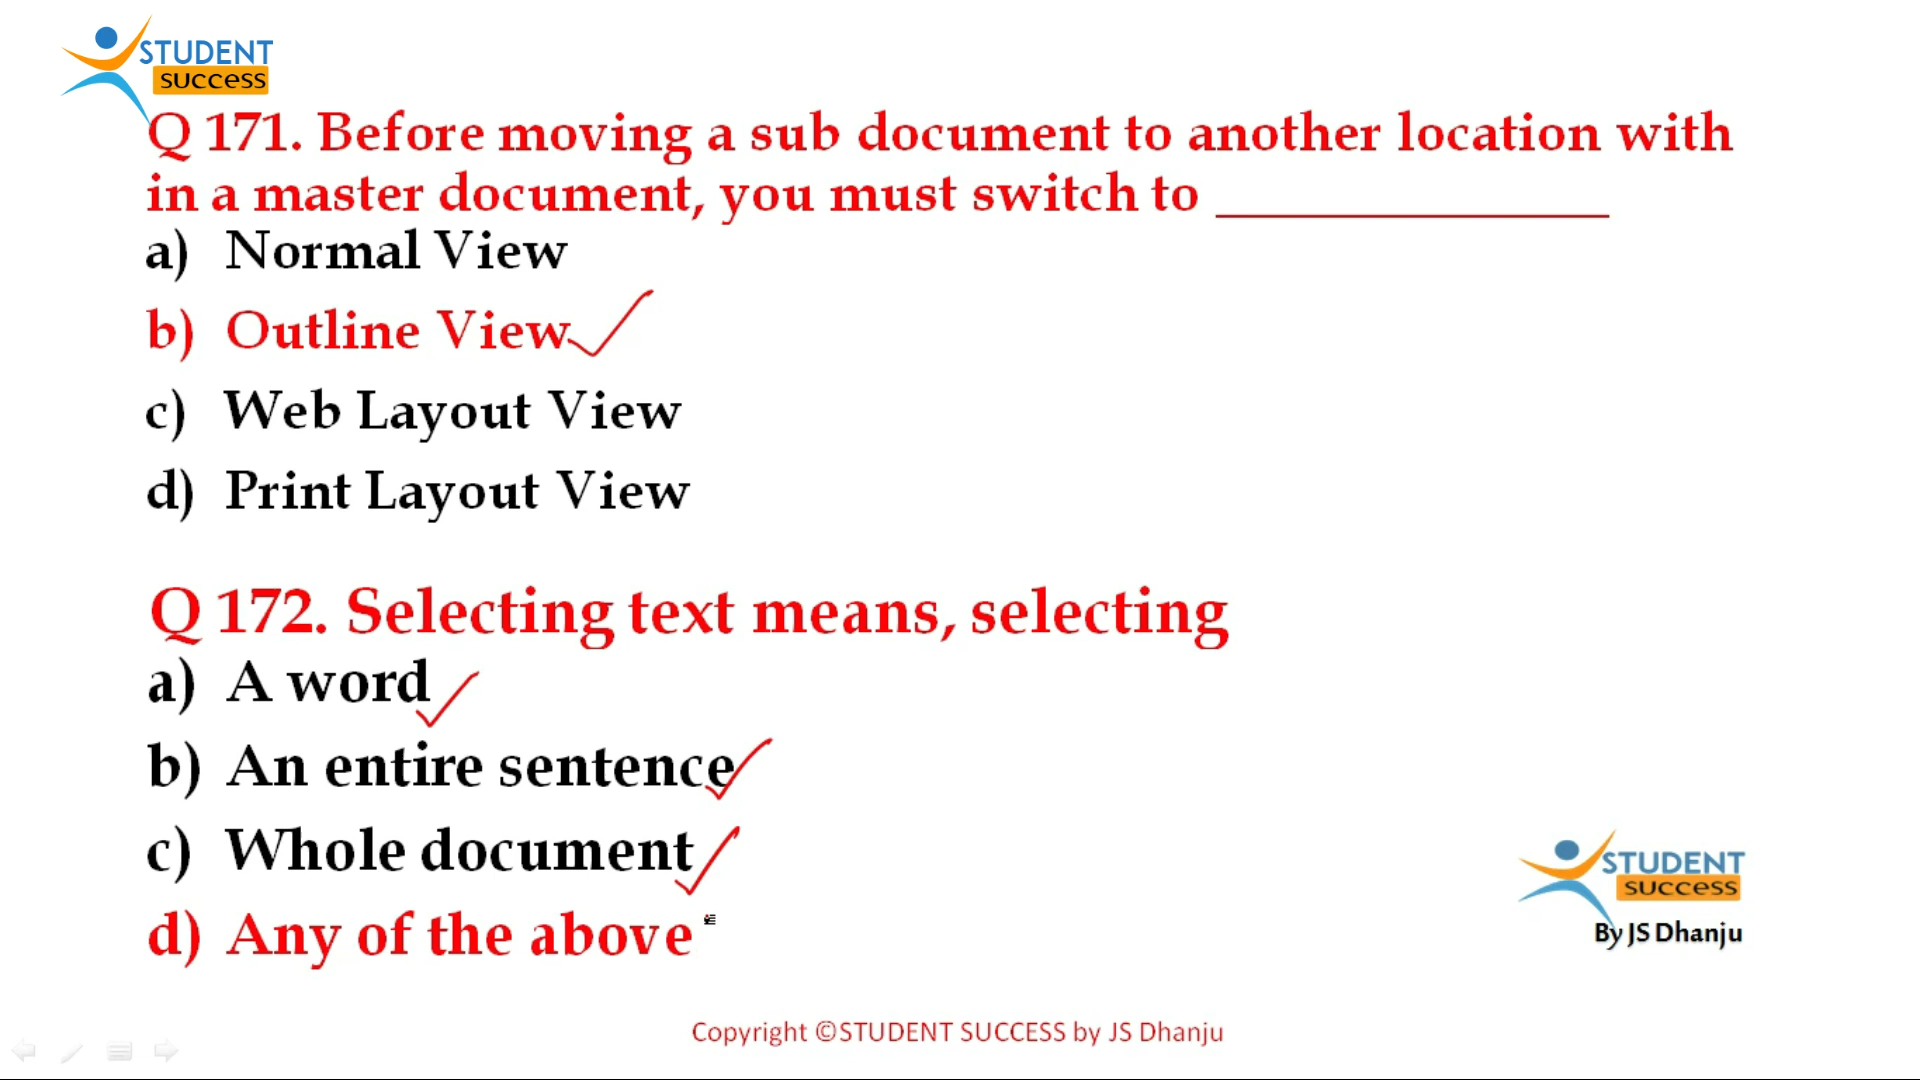 STUDENT
success
Q 171. Before moving a sub document to another location with
in a master document, you must switch to _______________
a) Normal View
b) Outline View
c) Web Layout View
d) Print Layout View
Q 172. Selecting text means, selecting
a) A word
b) An entire sentence
c) Whole document
d) Any of the above
STUDENT
success
By JS Dhanju
Copyright ©STUDENT SUCCESS by JS Dhanju